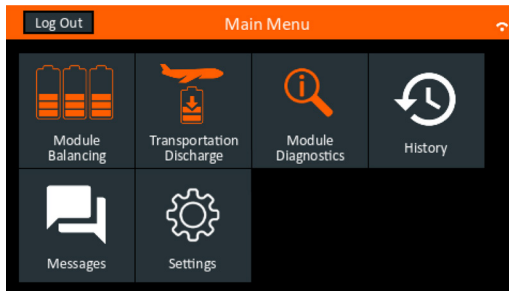 Log Out
Main Menu
Module
Balancing
Transportation
Discharge
Module
Diagnostics
History
Messages
Settings